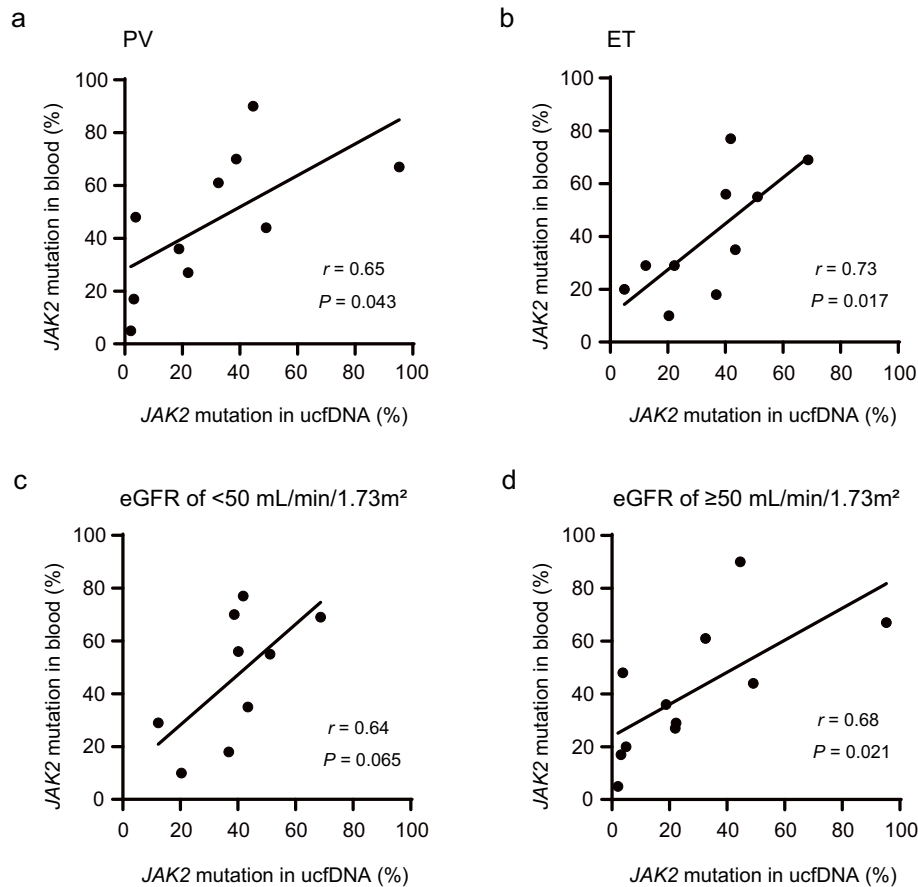 a
PV
100
80
60
40
20
0
JAK2 mutation in blood (%)
r = 0.65
P = 0.043
0 20 40 60 80 100
JAK2 mutation in ucfDNA (%)
b
ET
100
80
60
40
20
0
JAK2 mutation in blood (%)
r = 0.73
P = 0.017
0 20 40 60 80 100
JAK2 mutation in ucfDNA (%)
c
eGFR of <50 mL/min/1.73m²
100
80
60
40
20
0
JAK2 mutation in blood (%)
r = 0.64
P = 0.065
0 20 40 60 80 100
JAK2 mutation in ucfDNA (%)
d
eGFR of ≥50 mL/min/1.73m²
100
80
60
40
20
0
JAK2 mutation in blood (%)
r = 0.68
P = 0.021
0 20 40 60 80 100
JAK2 mutation in ucfDNA (%)